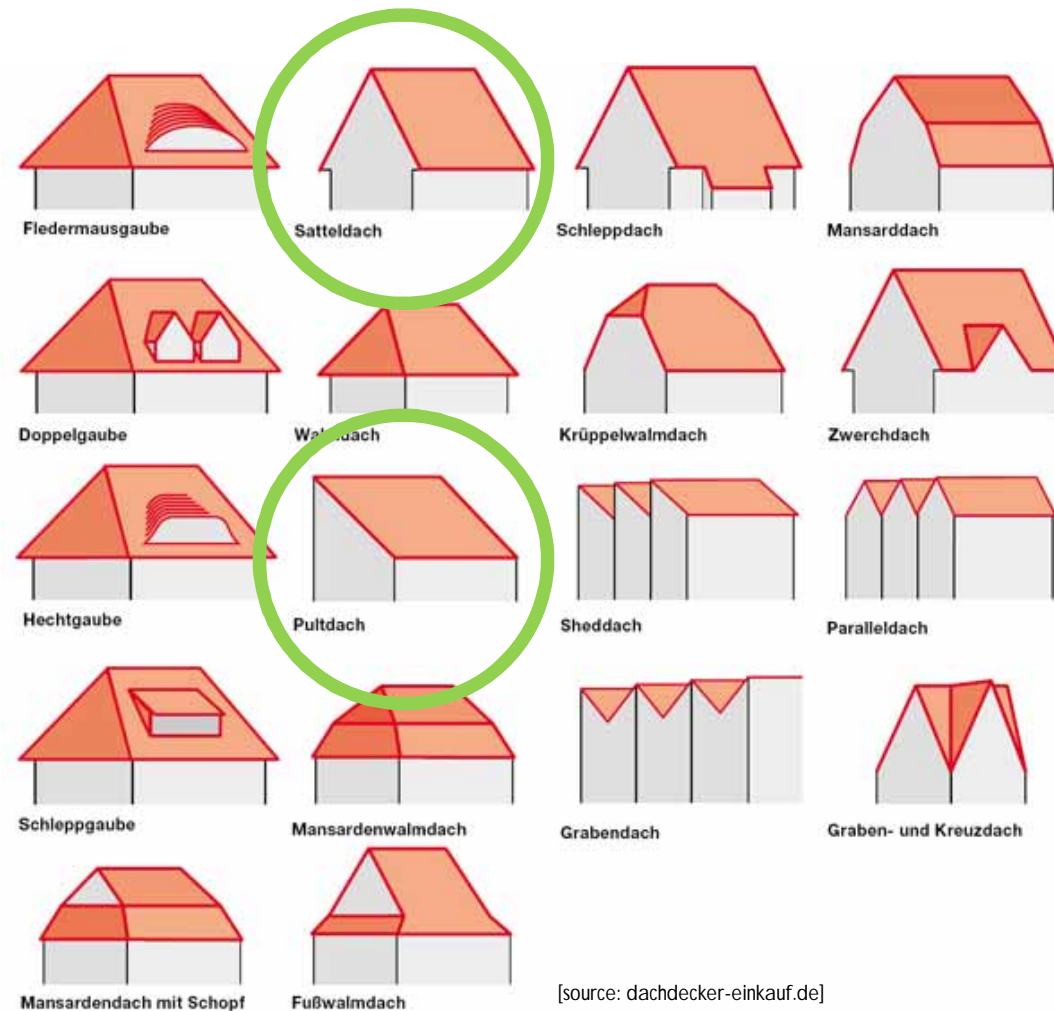 Fledermausgaube
Satteldach
Schleppdach
Mansarddach
Doppelgaube
Krüppelwalmdach
Zwerchdach
Hechtgaube
Pultdach
Sheddach
Paralleldach
Schleppgaube
Mansardenwalmdach
Grabendach
Graben- und Kreuzdach
Mansardendach mit Schopf
Fußwalmdach
[source: dachdecker-einkauf.de]